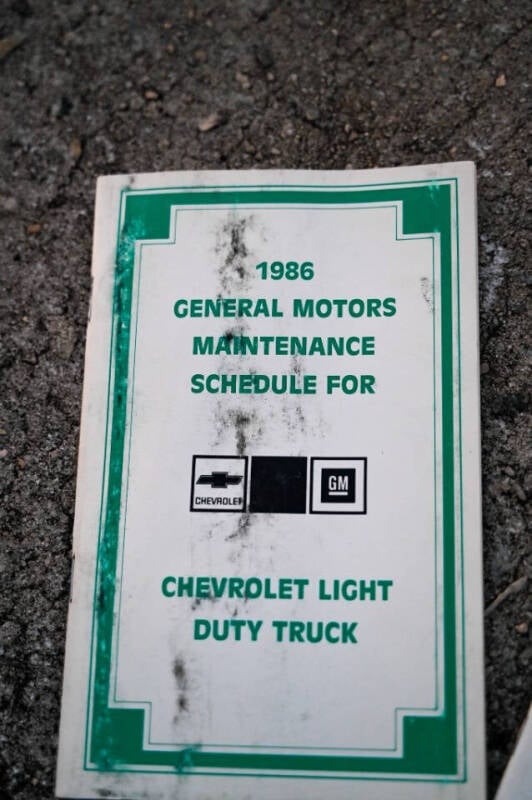 1986
GENERAL MOTORS
MAINTENANCE
SCHEDULE FOR
CHEVROLET
GM
CHEVROLET LIGHT
DUTY TRUCK